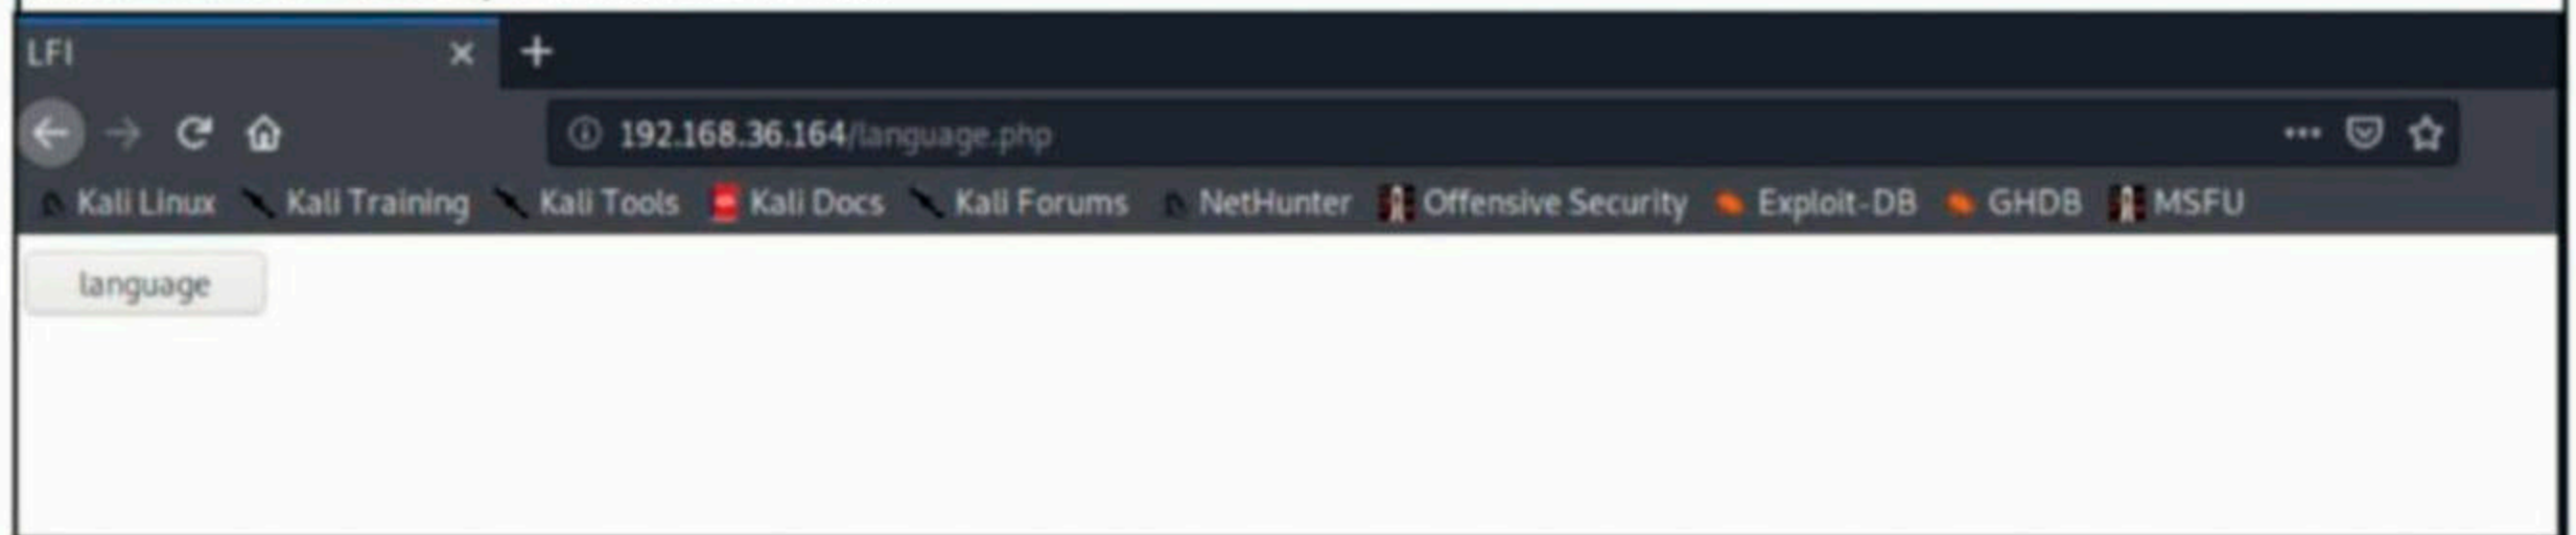 LFI
192.168.36.164/language.php
Kali Linux Kali Training Kali Tools Kali Docs Kali Forums NetHunter Offensive Security Exploit-DB GHDB MSFU
language